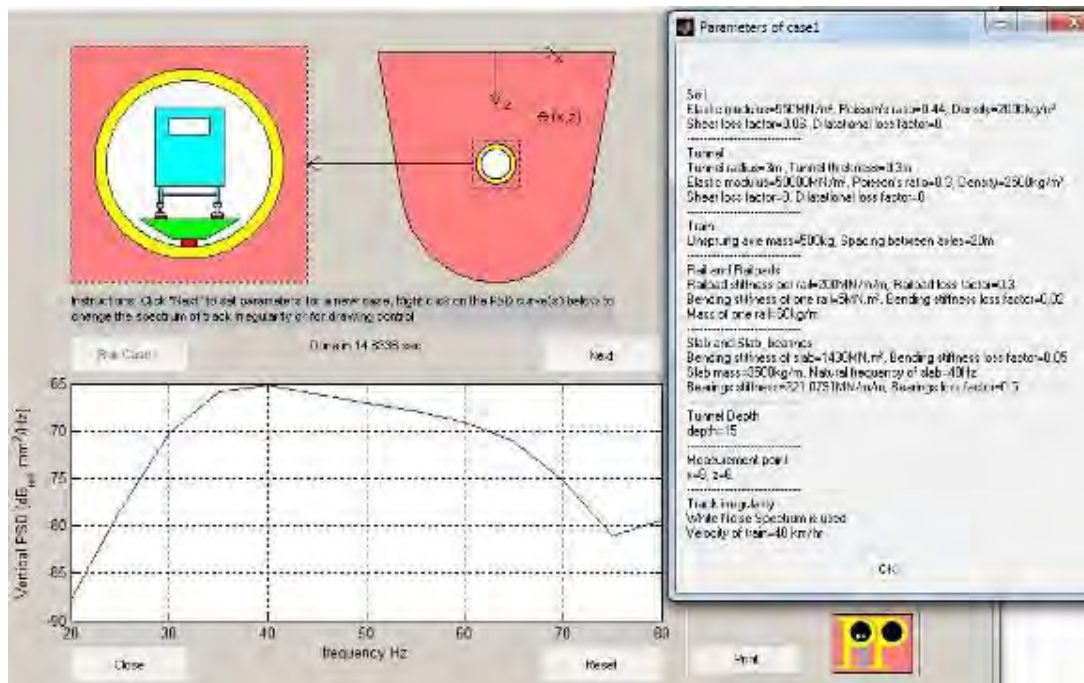 Parameters of case1
x
z
(x,z)
Soil
Elastic modulus=550MN/m², Poisson's ratio=0.44, Density=2000kg/m³
Shear loss factor=0.06, Dilatational loss factor=0
Tunnel
Tunnel radius=3m, Tunnel thickness=0.3m
Elastic modulus=50000MN/m², Poisson's ratio=0.3, Density=2500kg/m³
Shear loss factor=0, Dilatational loss factor=0
Train
Unsprung axle mass=500kg, Spacing between axles=20m
Rail and Railpads
Railpad stiffness per rail=200MN/m/m, Railpad loss factor=0.3
Bending stiffness of one rail=5MN.m², Bending stiffness loss factor=0.02
Mass of one rail=50kg/m
Slab and Slab bearings
Bending stiffness of slab=1430MN.m², Bending stiffness loss factor=0.05
Slab mass=3500kg/m, Natural frequency of slab=40Hz
Bearings stiffness=221.0791MN/m/m, Bearings loss factor=0.5
Tunnel Depth
depth=15
Measurement point
Track irregularity
White Noise Spectrum is used
Velocity of train=40 km/hr
Instructions: Click "Next" to set parameters for a new case, Right click on the PSD curve(s) below to
change the spectrum of track irregularity or for drawing control
Run Case1
Done in 14.8338 sec
Next
Vertical PSD [dB mm²/Hz]
-65
-70
-75
-80
-85
-90
20
30
40
50
60
70
80
frequency Hz
Close
Reset
Print
PP